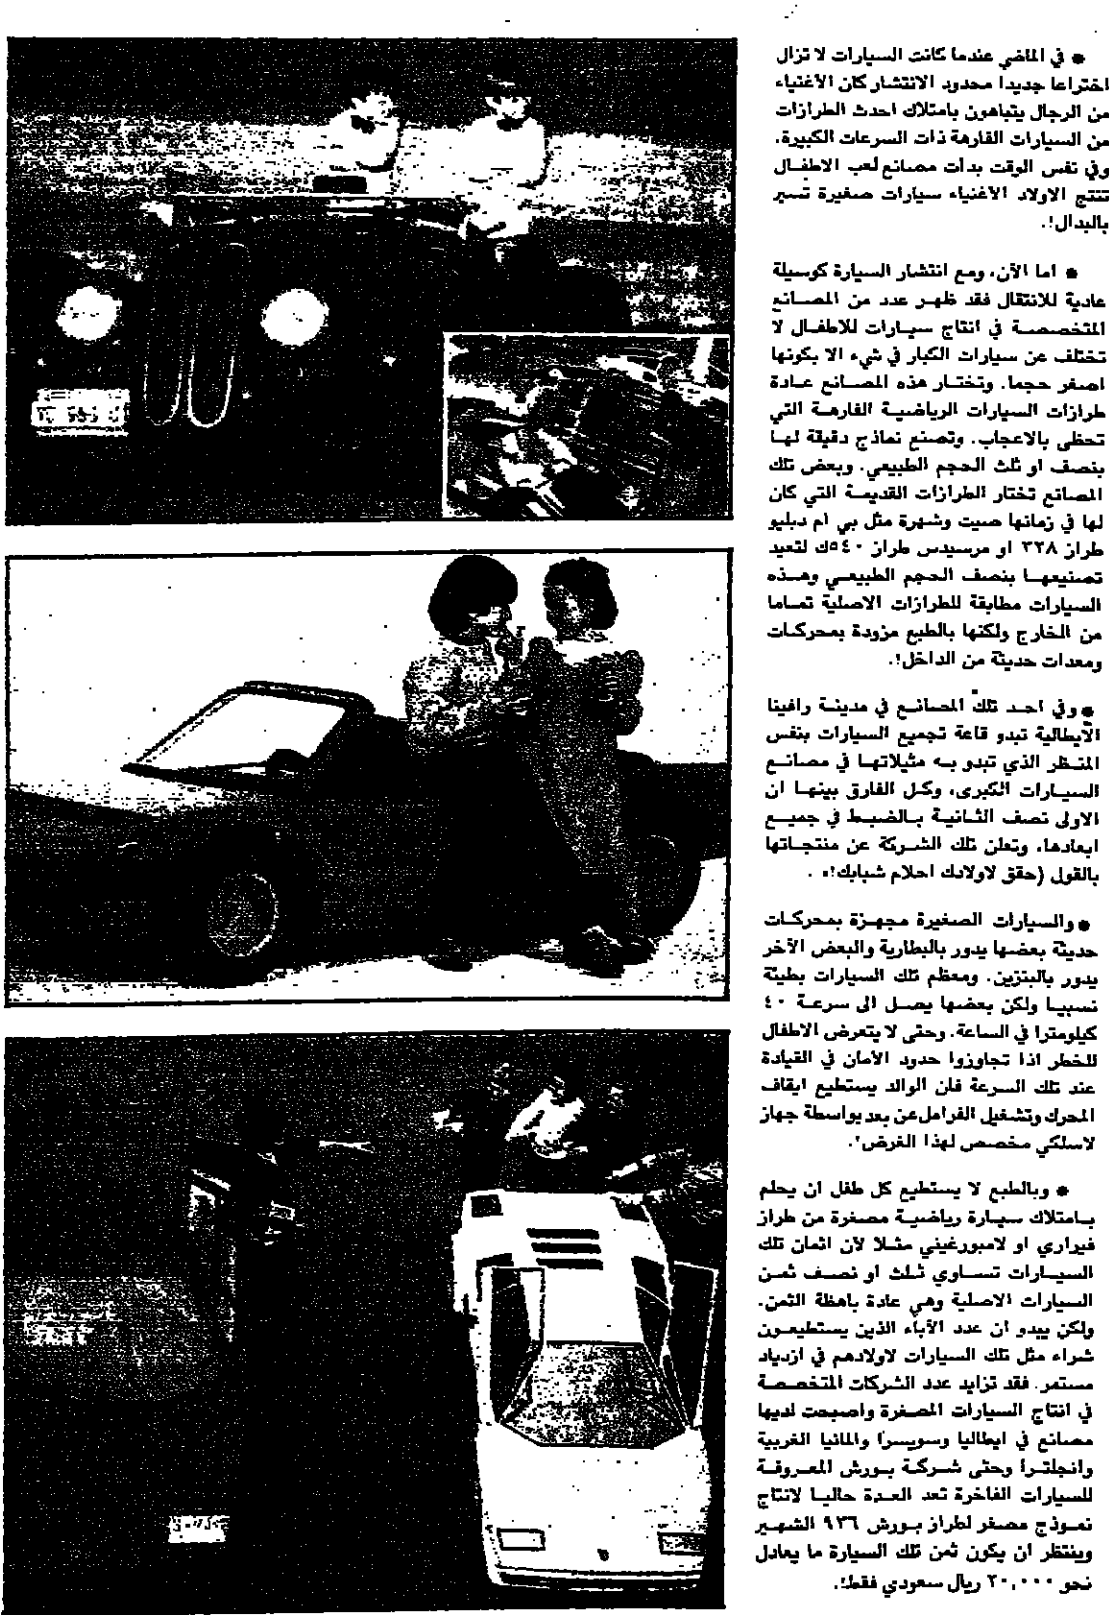 ● في الماضي عندما كانت السيارات لا تزال
اختراعا جديدا محدود الانتشار كان الأغنياء
من الرجال يتباهون بامتلاك احدث الطرازات
من السيارات الفارهة ذات السرعات الكبيرة،
وفي نفس الوقت بدأت مصانع لعب الاطفال
تنتج الاولاد الأغنياء سيارات صغيرة تسير
بالبدال!.
● اما الآن، ومع انتشار السيارة كوسيلة
عادية للانتقال فقد ظهر عدد من المصانع
المتخصصة في انتاج سيارات للاطفال لا
تختلف عن سيارات الكبار في شيء الا بكونها
اصغر حجما. وتختار هذه المصانع عادة
طرازات السيارات الرياضية الفارهة التي
تحظى بالاعجاب. وتصنع نماذج دقيقة لها
بنصف او ثلث الحجم الطبيعي. وبعض تلك
المصانع تختار الطرازات القديمة التي كان
لها في زمانها صيت وشهرة مثل بي ام دبليو
طراز ٣٢٨ او مرسيدس طراز ٥٤٠ك لتعيد
تصنيعها بنصف الحجم الطبيعي وهذه
السيارات مطابقة للطرازات الاصلية تماما
من الخارج ولكنها بالطبع مزودة بمحركات
ومعدات حديثة من الداخل!.
● وفي احد تلك المصانع في مدينة رافينا
الأيطالية تبدو قاعة تجميع السيارات بنفس
المنظر الذي تبدو به مثيلاتها في مصانع
السيارات الكبرى، وكل الفارق بينها ان
الاولى نصف الثانية بالضبط في جميع
ابعادها، وتعلن تلك الشركة عن منتجاتها
بالقول (حقق لاولادك احلام شبابك!» .
● والسيارات الصغيرة مجهزة بمحركات
حديثة بعضها يدور بالبطارية والبعض الآخر
يدور بالبنزين. ومعظم تلك السيارات بطيئة
نسبيا ولكن بعضها يصل الى سرعة ٤٠
كيلومترا في الساعة. وحتى لا يتعرض الاطفال
للخطر اذا تجاوزوا حدود الأمان في القيادة
عند تلك السرعة فان الوالد يستطيع ايقاف
المحرك وتشغيل الفرامل عن بعد بواسطة جهاز
لاسلكي مخصص لهذا الغرض!.
● وبالطبع لا يستطيع كل طفل ان يحلم
بامتلاك سيارة رياضية مصغرة من طراز
فيراري او لامبورغيني مثلا لأن اثمان تلك
السيارات تساوي ثلث او نصف ثمن
السيارات الاصلية وهي عادة باهظة الثمن.
ولكن يبدو ان عدد الآباء الذين يستطيعون
شراء مثل تلك السيارات لاولادهم في ازدياد
مستمر. فقد تزايد عدد الشركات المتخصصة
في انتاج السيارات المصغرة واصبحت لديها
مصانع في ايطاليا وسويسرا والمانيا الغربية
وانجلترا وحتى شركة بورش المعروفة
للسيارات الفاخرة تعد العدة حاليا لانتاج
نموذج مصغر لطراز بورش ٩٣٦ الشهير
وينتظر ان يكون ثمن تلك السيارة ما يعادل
نحو ٢٠,٠٠٠ ريال سعودي فقط!.